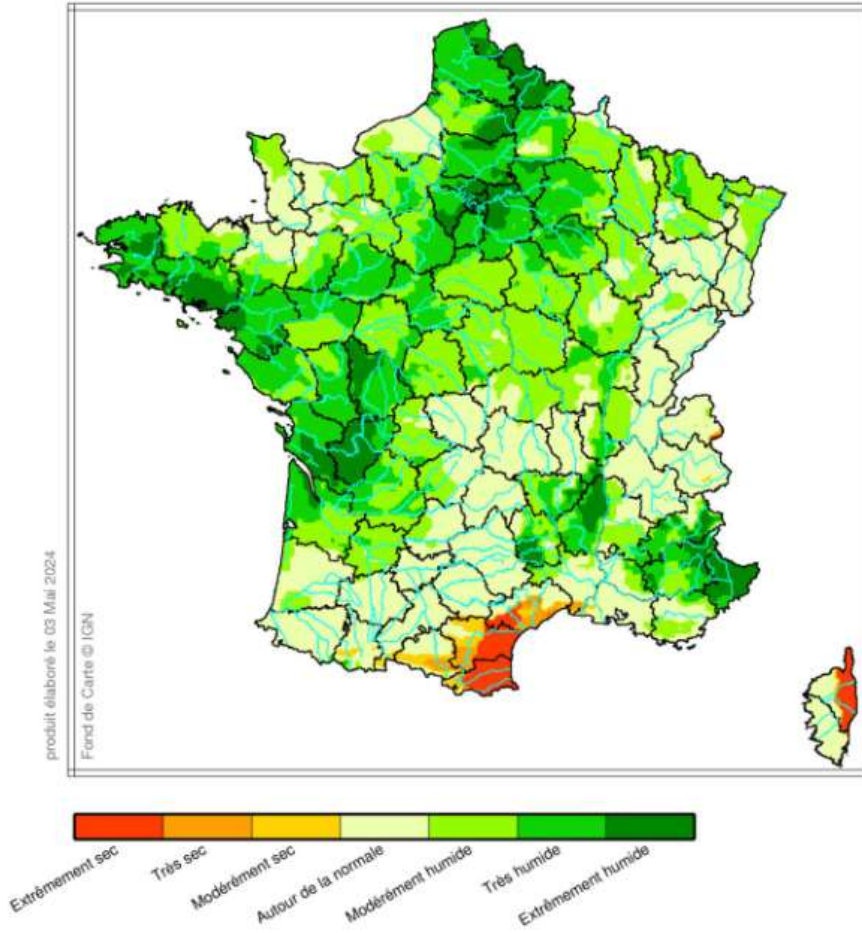 produit élaboré le 03 Mai 2024
Fond de Carte © IGN
Extrêmement sec
Très sec
Modérément sec
Autour de la normale
Modérément humide
Très humide
Extrêmement humide